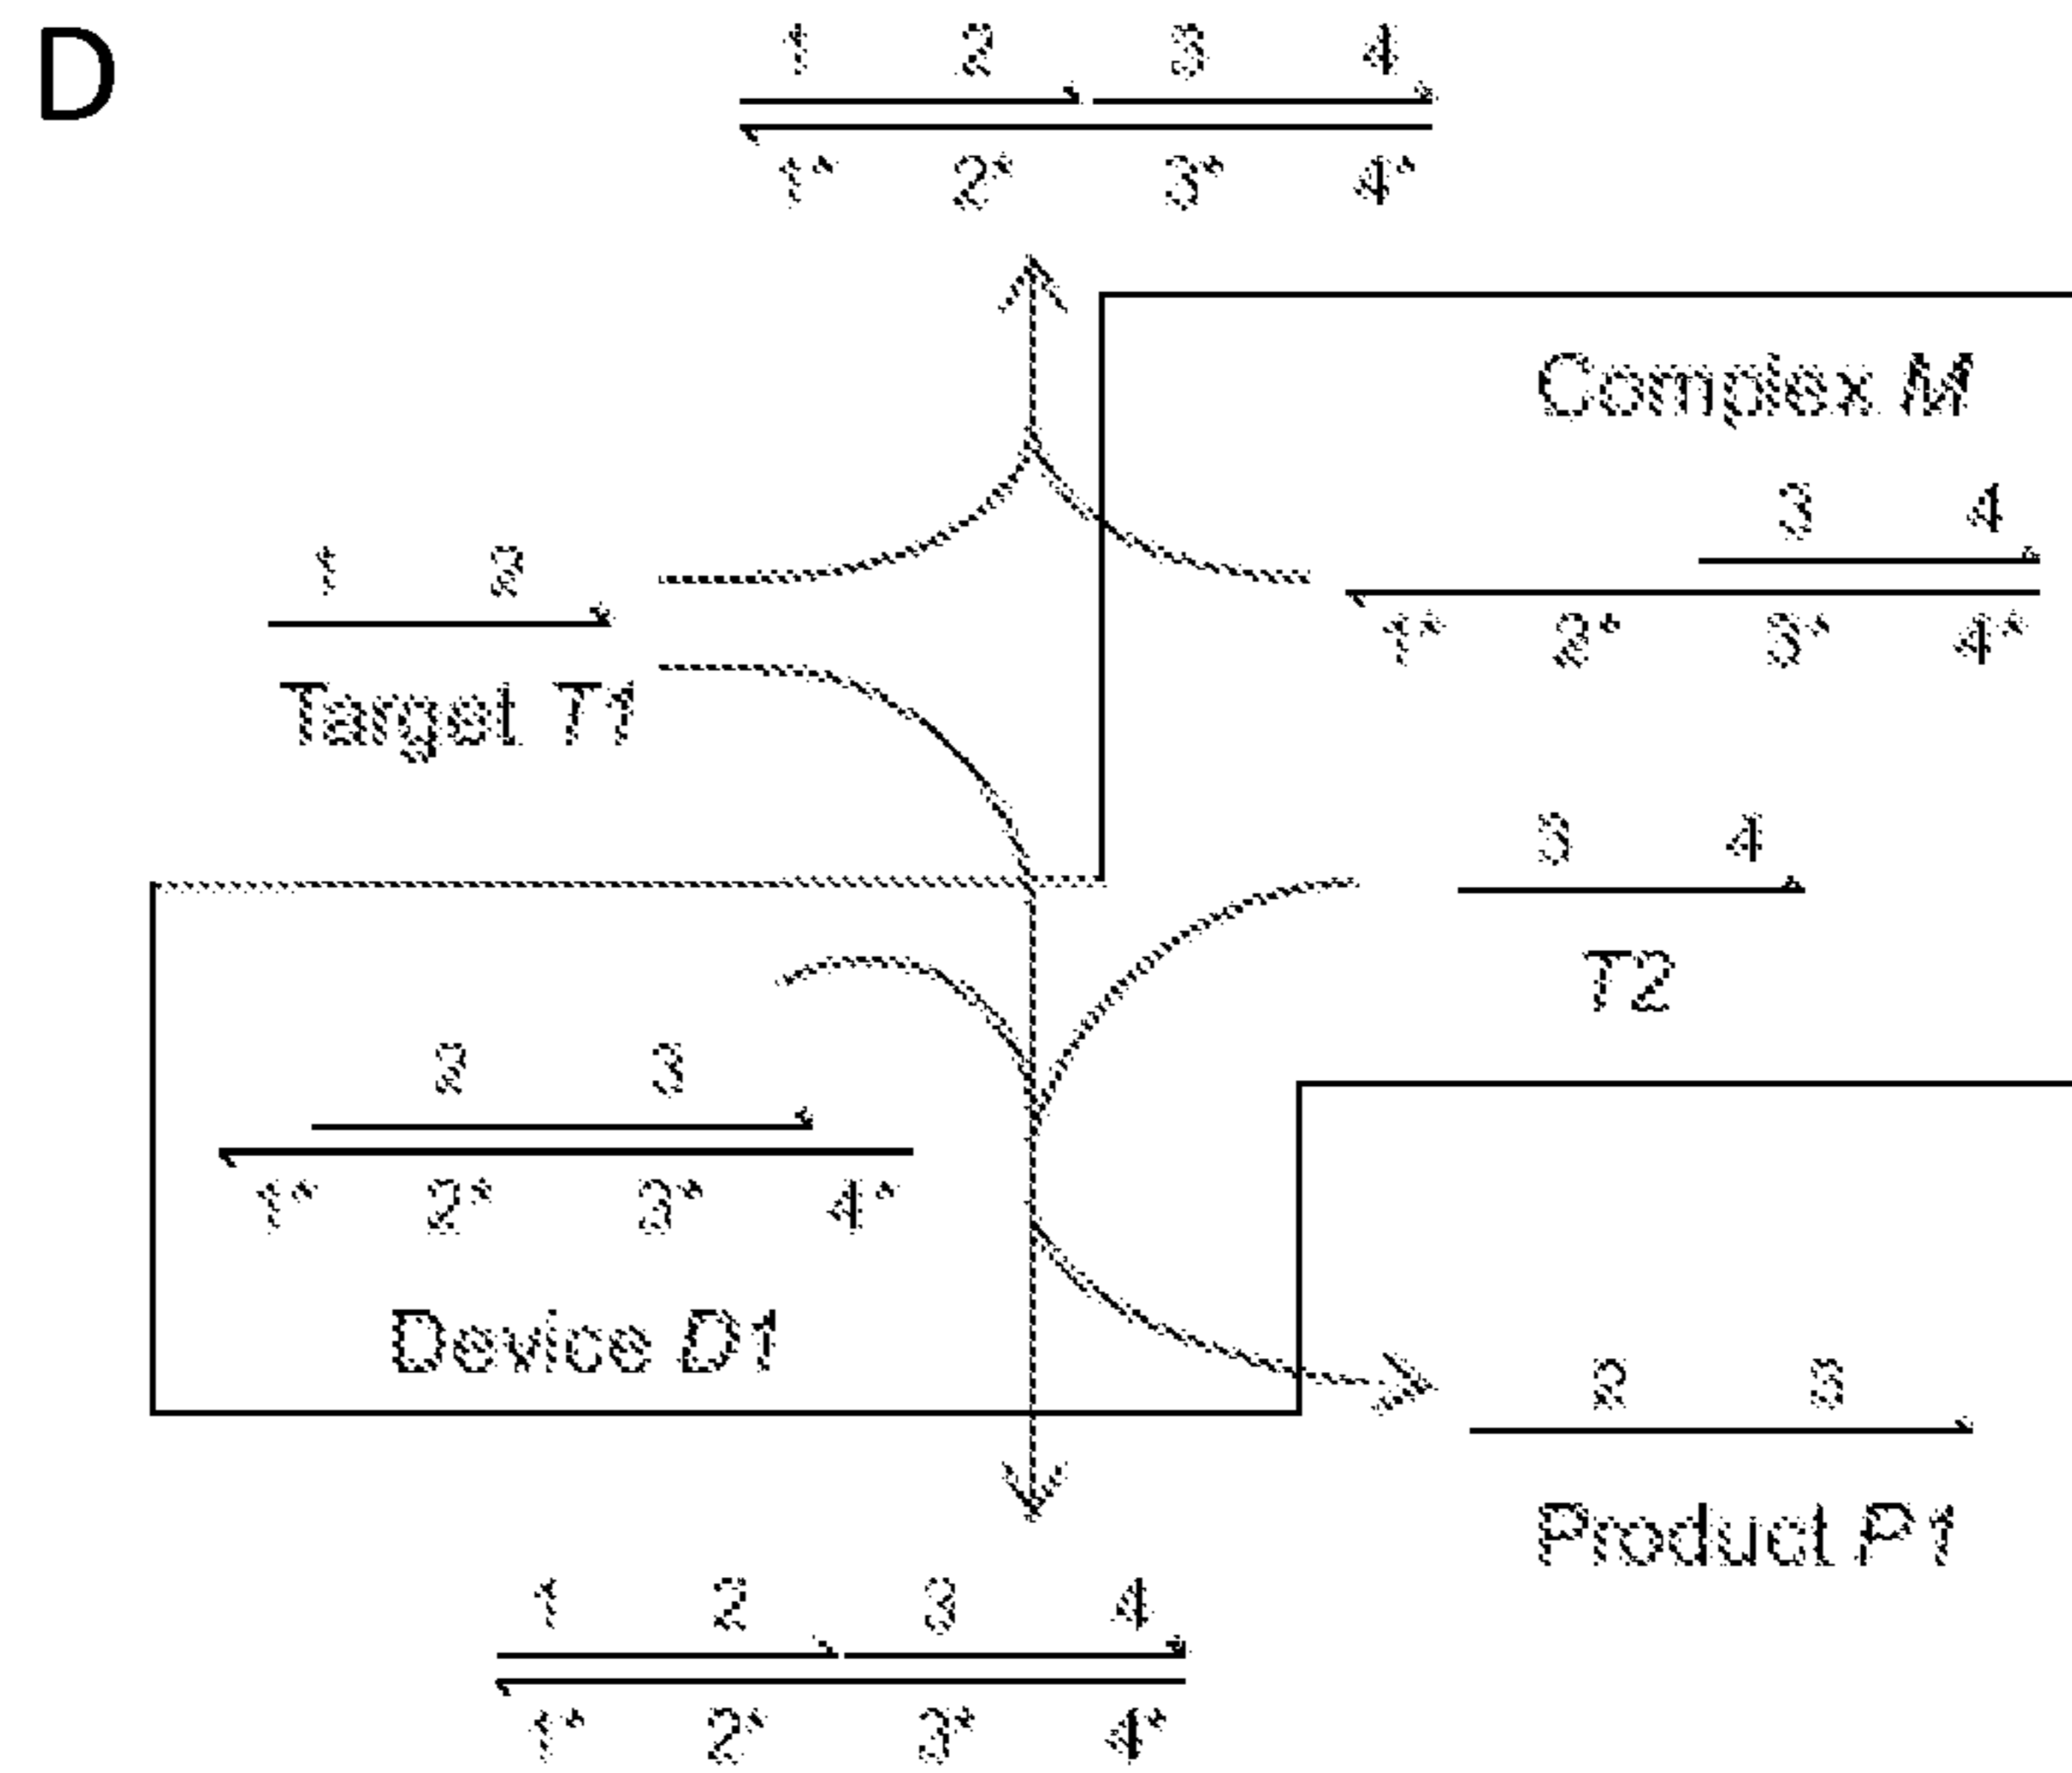 D
1 2 3 4
1* 2* 3* 4*
Complex M
3 4
1* 2* 3* 4*
1 2
Target T1
3 4
T2
2 3
1* 2* 3* 4*
Device D1
2 3
Product P1
1 2 3 4
1* 2* 3* 4*